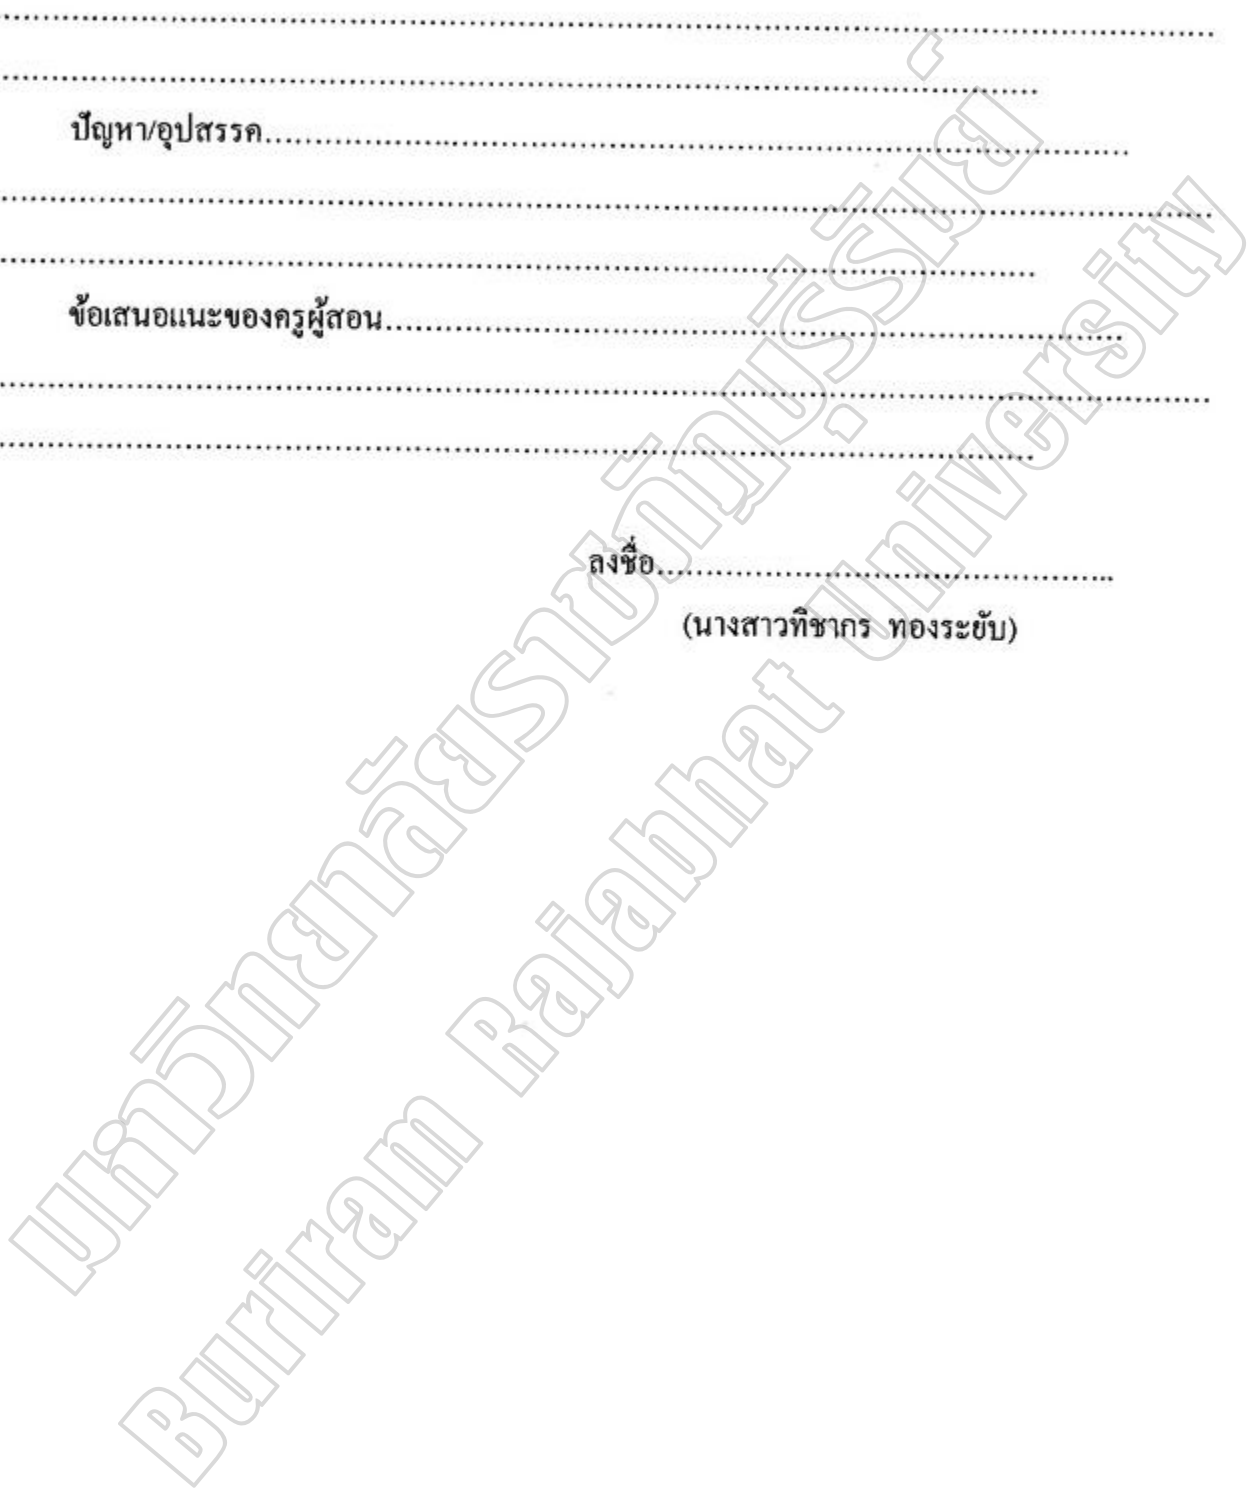 ........................................................................................................................
........................................................................................................
ปัญหา/อุปสรรค......................................................................................
........................................................................................................................
........................................................................................................
ข้อเสนอแนะของครูผู้สอน..........................................................................
........................................................................................................................
........................................................................................................
ลงชื่อ..............................................
(นางสาวทิชากร ทองระยับ)
มหาวิทยาลัยราชภัฏบุรีรัมย์
Buriram Rajabhat University